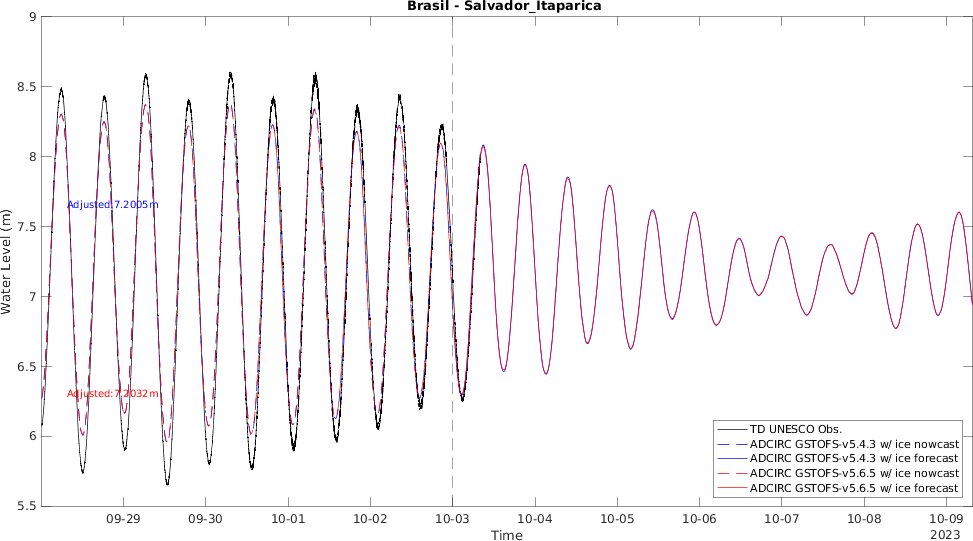 Brasil - Salvador_Itaparica
9
8.5
8
7.5
7
6.5
6
5.5
Water Level (m)
Adjusted:7.2005m
Adjusted:7.2032m
TD UNESCO Obs.
ADCIRC GSTOFS-v5.4.3 w/ ice nowcast
ADCIRC GSTOFS-v5.4.3 w/ ice forecast
ADCIRC GSTOFS-v5.6.5 w/ ice nowcast
ADCIRC GSTOFS-v5.6.5 w/ ice forecast
09-29 09-30 10-01 10-02 10-03 10-04 10-05 10-06 10-07 10-08 10-09
2023
Time